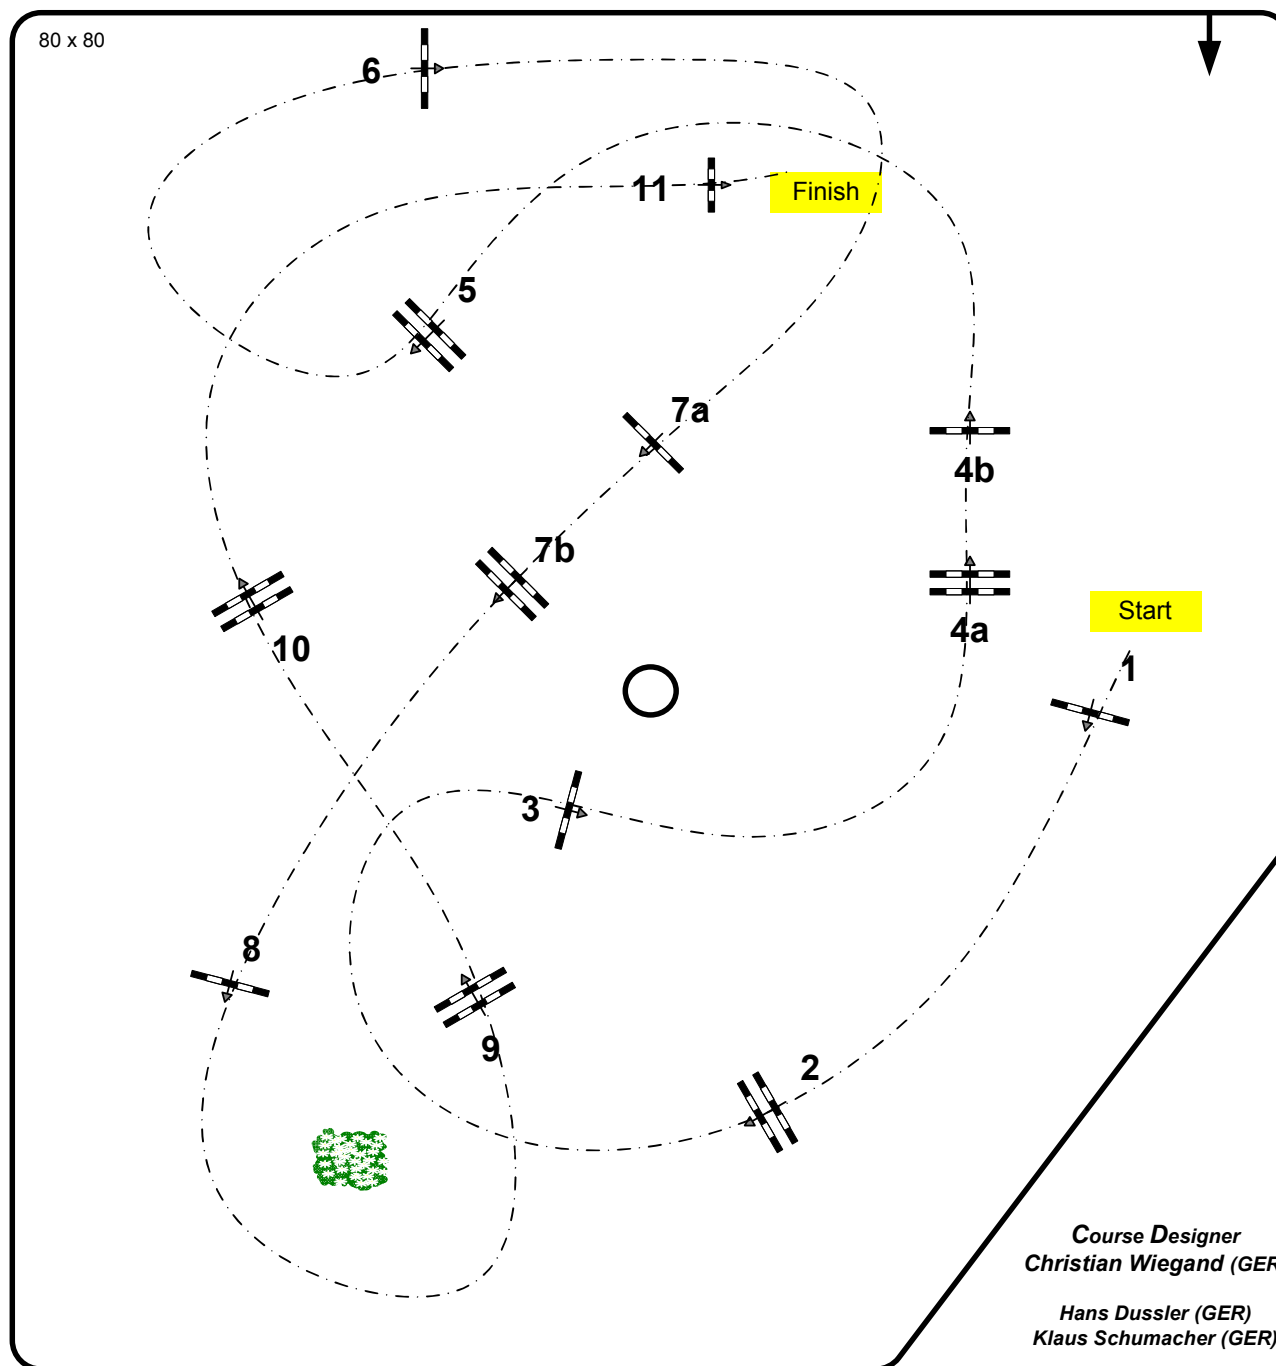 80 x 80
6
11
Finish
5
7a
4b
7b
Start
4a
10
1
3
8
9
2
Course Designer
Christian Wiegand (GER
Hans Dussler (GER)
Klaus Schumacher (GER)